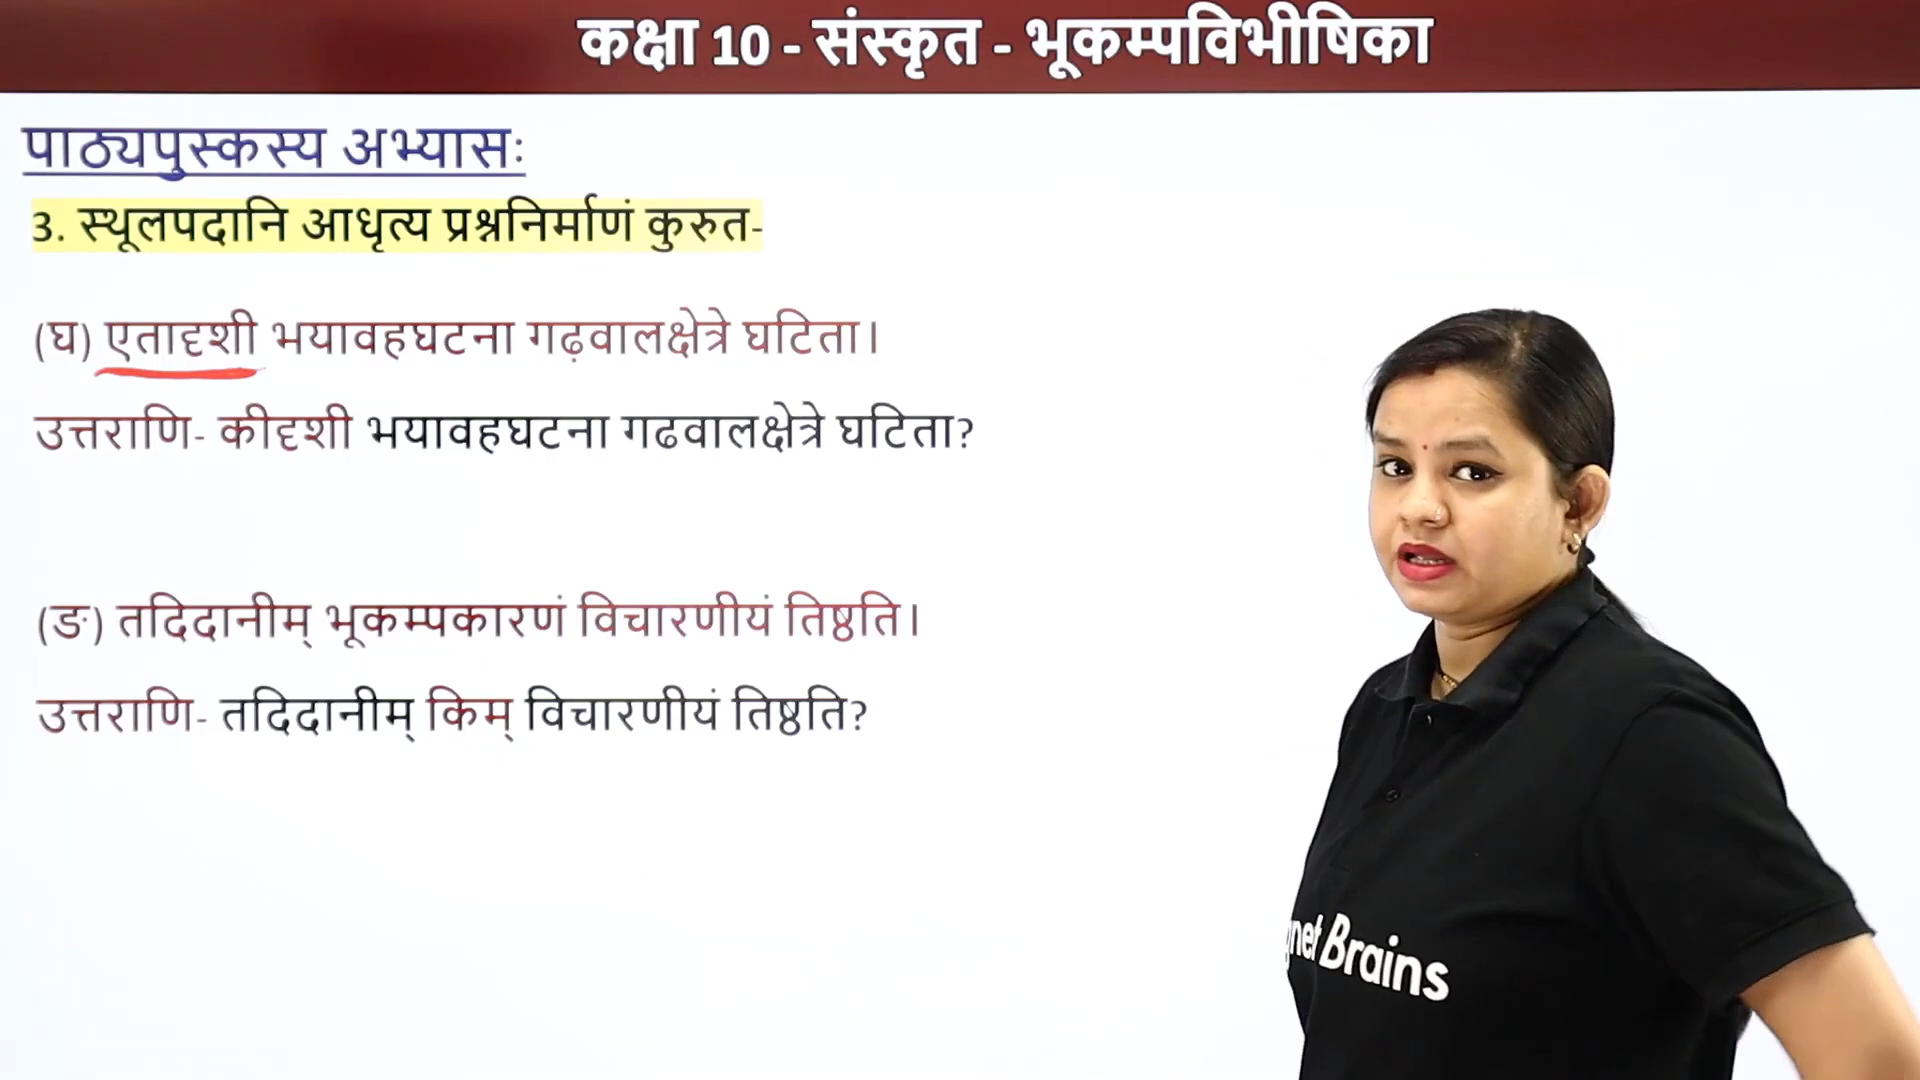 कक्षा 10 - संस्कृत - भूकम्पविभीषिका
पाठ्यपुस्कस्य अभ्यासः
3. स्थूलपदानि आधृत्य प्रश्ननिर्माणं कुरुत-
(घ) एतादृशी भयावहघटना गढ़वालक्षेत्रे घटिता।
उत्तराणि- कीदृशी भयावहघटना गढवालक्षेत्रे घटिता?
(ङ) तदिदानीम् भूकम्पकारणं विचारणीयं तिष्ठति।
उत्तराणि- तदिदानीम् किम् विचारणीयं तिष्ठति?
gnet Brains